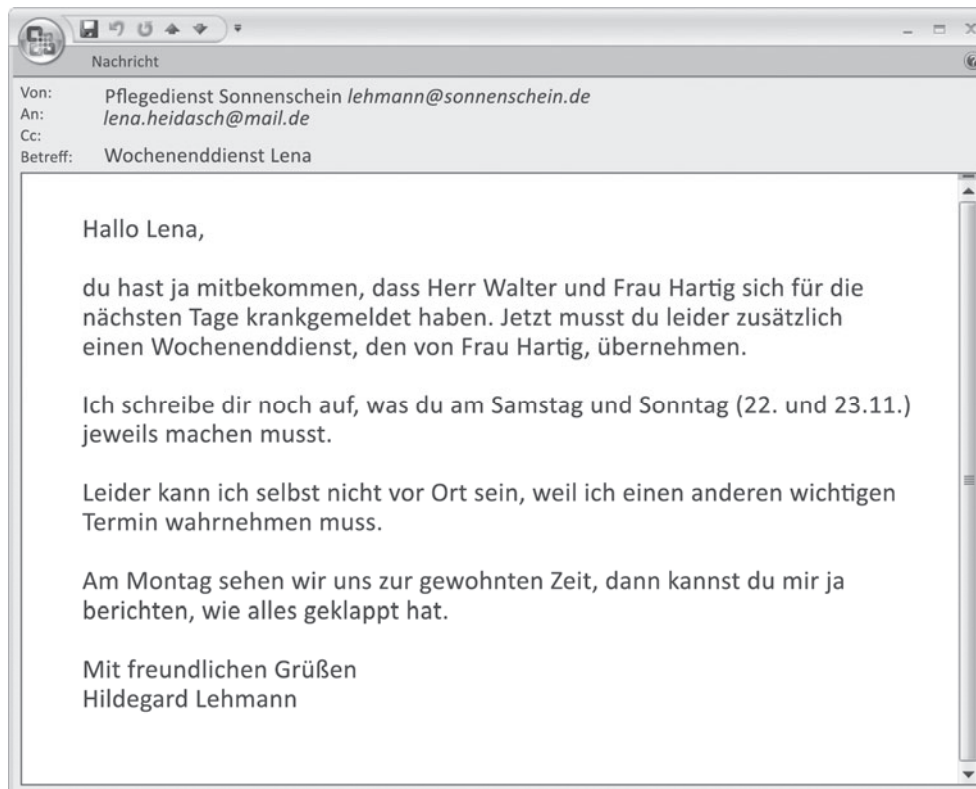 Nachricht
Von: Pflegedienst Sonnenschein lehmann@sonnenschein.de
An: lena.heidasch@mail.de
Cc:
Betreff: Wochenenddienst Lena
Hallo Lena,
du hast ja mitbekommen, dass Herr Walter und Frau Hartig sich für die
nächsten Tage krankgemeldet haben. Jetzt musst du leider zusätzlich
einen Wochenenddienst, den von Frau Hartig, übernehmen.
Ich schreibe dir noch auf, was du am Samstag und Sonntag (22. und 23.11.)
jeweils machen musst.
Leider kann ich selbst nicht vor Ort sein, weil ich einen anderen wichtigen
Termin wahrnehmen muss.
Am Montag sehen wir uns zur gewohnten Zeit, dann kannst du mir ja
berichten, wie alles geklappt hat.
Mit freundlichen Grüßen
Hildegard Lehmann